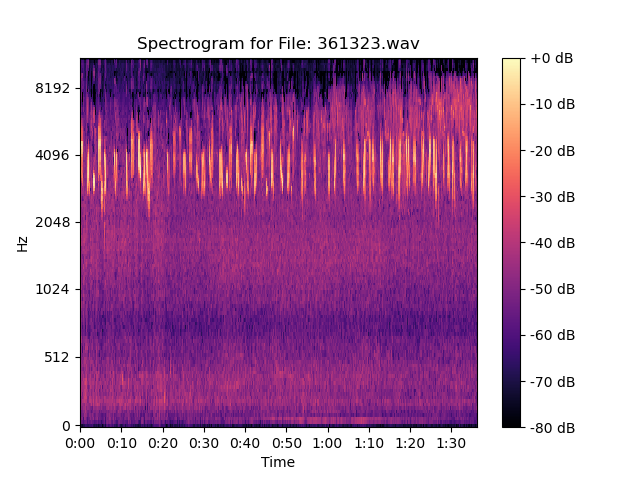 Spectrogram for File: 361323.wav
Hz
8192
4096
2048
1024
512
0
0:00 0:10 0:20 0:30 0:40 0:50 1:00 1:10 1:20 1:30
Time
+0 dB
-10 dB
-20 dB
-30 dB
-40 dB
-50 dB
-60 dB
-70 dB
-80 dB